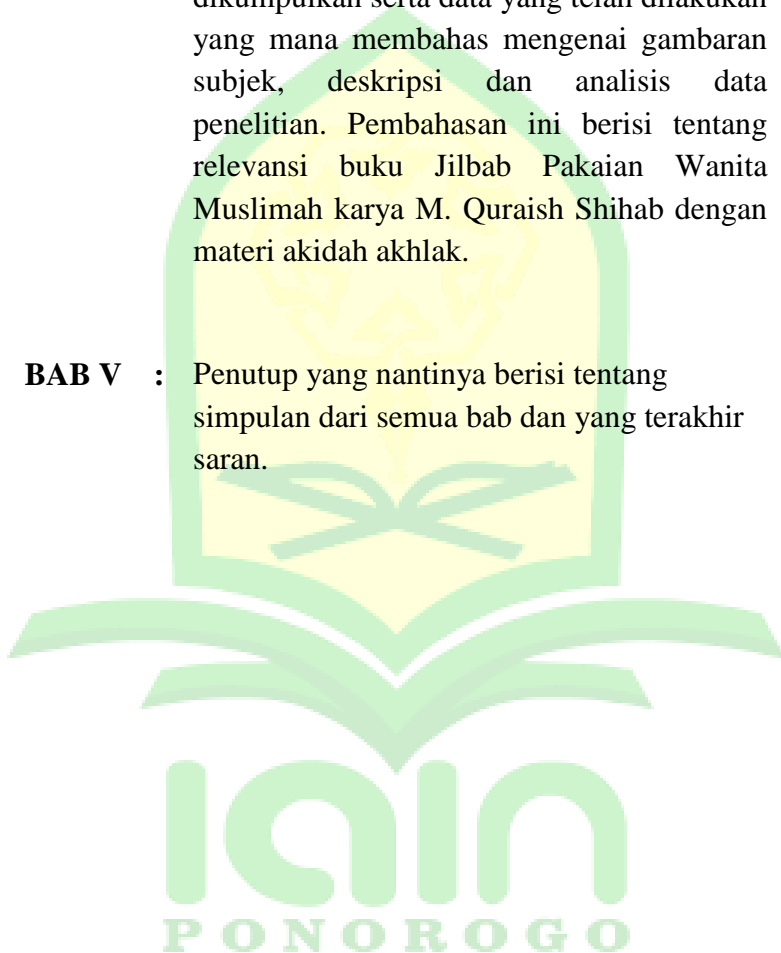 dikumpulkan serta data yang telah dilakukan
yang mana membahas mengenai gambaran
subjek, deskripsi dan analisis data
penelitian. Pembahasan ini berisi tentang
relevansi buku Jilbab Pakaian Wanita
Muslimah karya M. Quraish Shihab dengan
materi akidah akhlak.
BAB V : Penutup yang nantinya berisi tentang
simpulan dari semua bab dan yang terakhir
saran.
iain
PONOROGO